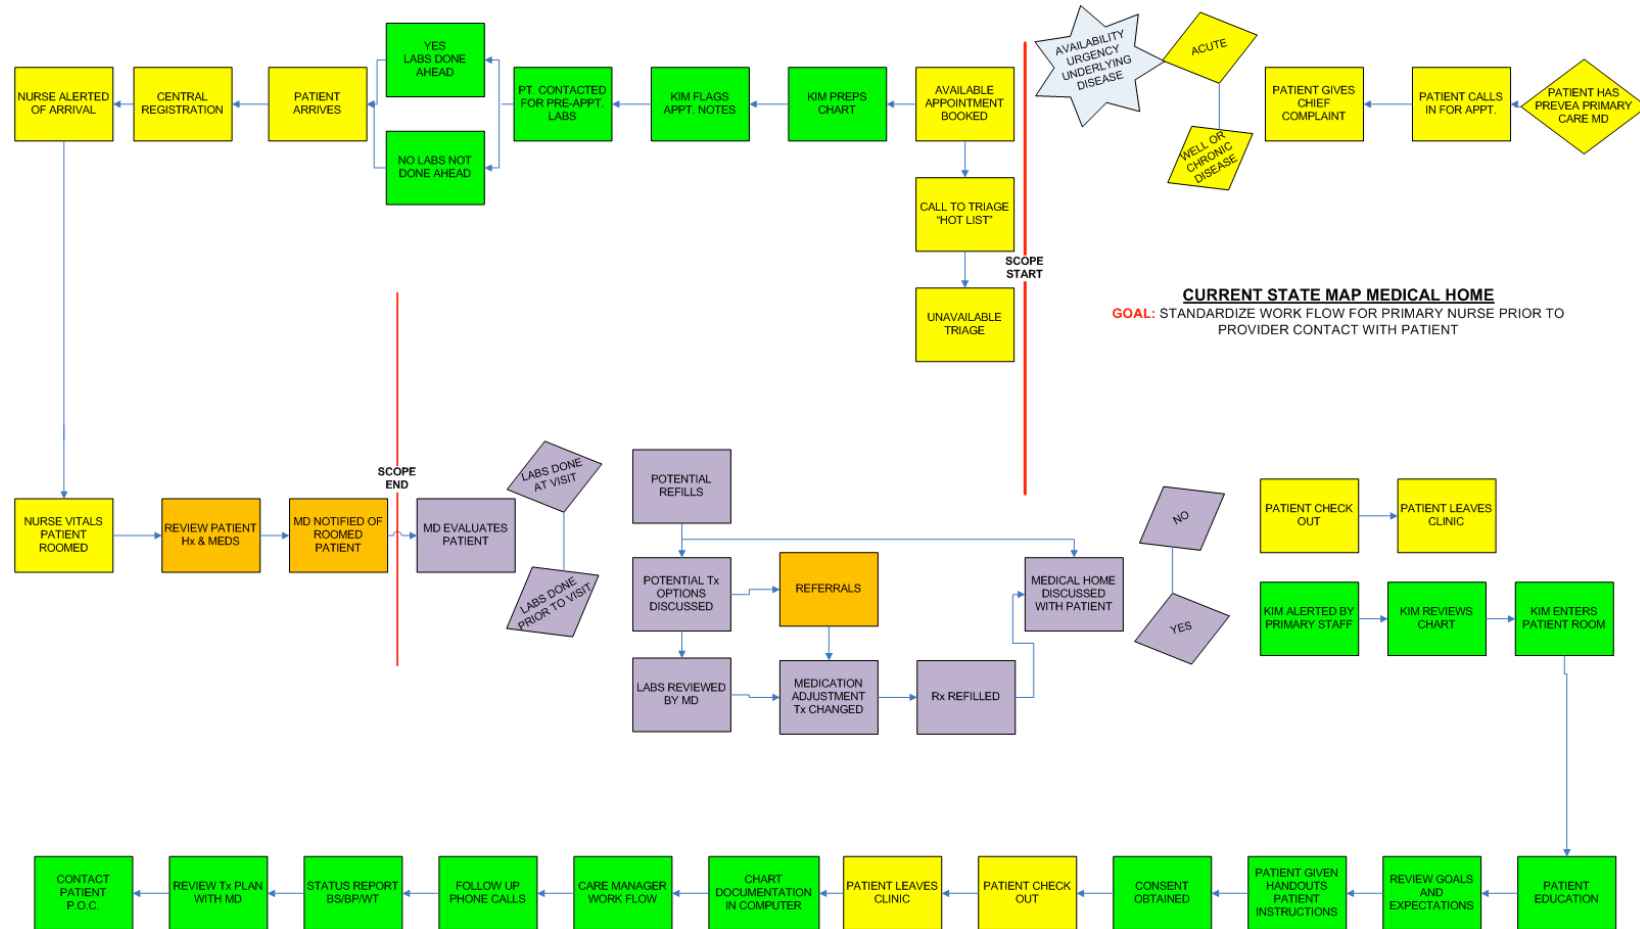 YES
LABS DONE
AHEAD
NURSE ALERTED
OF ARRIVAL
CENTRAL
REGISTRATION
PATIENT
ARRIVES
NO LABS NOT
DONE AHEAD
PT. CONTACTED
FOR PRE-APPT.
LABS
KIM FLAGS
APPT. NOTES
KIM PREPS
CHART
AVAILABLE
APPOINTMENT
BOOKED
CALL TO TRIAGE
"HOT LIST"
UNAVAILABLE
TRIAGE
SCOPE
START
AVAILABILITY
URGENCY
UNDERLYING
DISEASE
ACUTE
WELL OR
CHRONIC
DISEASE
PATIENT GIVES
CHIEF
COMPLAINT
PATIENT CALLS
IN FOR APPT.
PATIENT HAS
PREVEA PRIMARY
CARE MD
CURRENT STATE MAP MEDICAL HOME
GOAL: STANDARDIZE WORK FLOW FOR PRIMARY NURSE PRIOR TO
PROVIDER CONTACT WITH PATIENT
NURSE VITALS
PATIENT
ROOMED
REVIEW PATIENT
Hx & MEDS
MD NOTIFIED OF
ROOMED
PATIENT
SCOPE
END
MD EVALUATES
PATIENT
LABS DONE
AT VISIT
LABS DONE
PRIOR TO VISIT
POTENTIAL
REFILLS
POTENTIAL Tx
OPTIONS
DISCUSSED
REFERRALS
LABS REVIEWED
BY MD
MEDICATION
ADJUSTMENT
Tx CHANGED
Rx REFILLED
MEDICAL HOME
DISCUSSED
WITH PATIENT
NO
YES
PATIENT CHECK
OUT
PATIENT LEAVES
CLINIC
KIM ALERTED BY
PRIMARY STAFF
KIM REVIEWS
CHART
KIM ENTERS
PATIENT ROOM
CONTACT
PATIENT
P.O.C.
REVIEW Tx PLAN
WITH MD
STATUS REPORT
BS/BP/WT
FOLLOW UP
PHONE CALLS
CARE MANAGER
WORK FLOW
CHART
DOCUMENTATION
IN COMPUTER
PATIENT LEAVES
CLINIC
PATIENT CHECK
OUT
CONSENT
OBTAINED
PATIENT GIVEN
HANDOUTS
PATIENT
INSTRUCTIONS
REVIEW GOALS
AND
EXPECTATIONS
PATIENT
EDUCATION